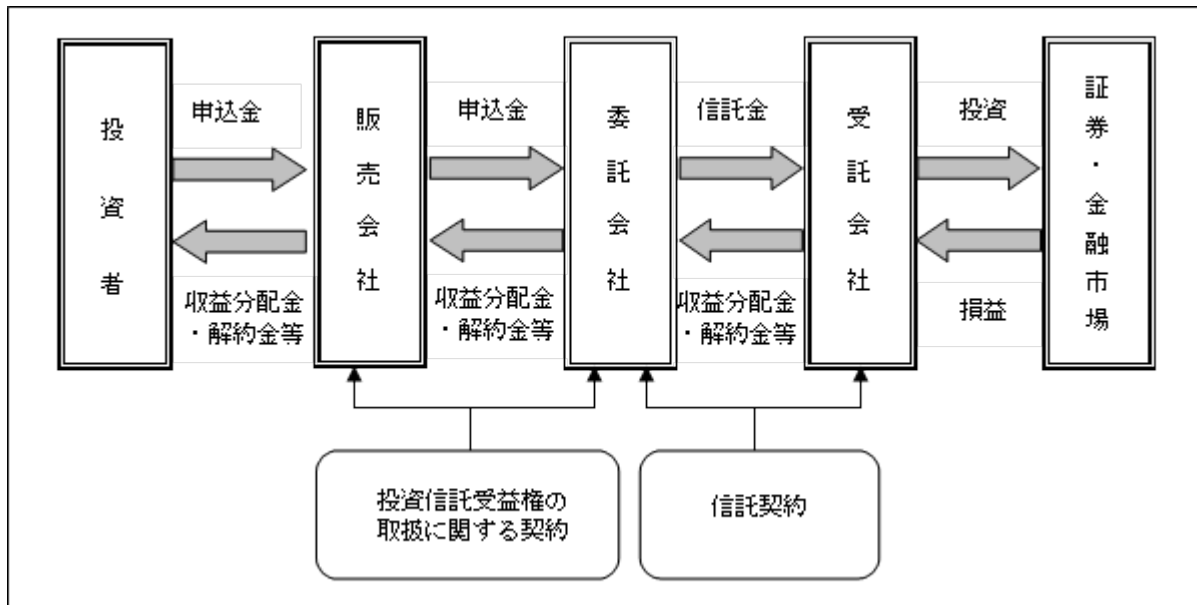 投資者
申込金
収益分配金
・解約金等
販売会社
申込金
収益分配金
・解約金等
委託会社
信託金
収益分配金
・解約金等
受託会社
投資
損益
証券・金融市場
投資信託受益権の
取扱に関する契約
信託契約